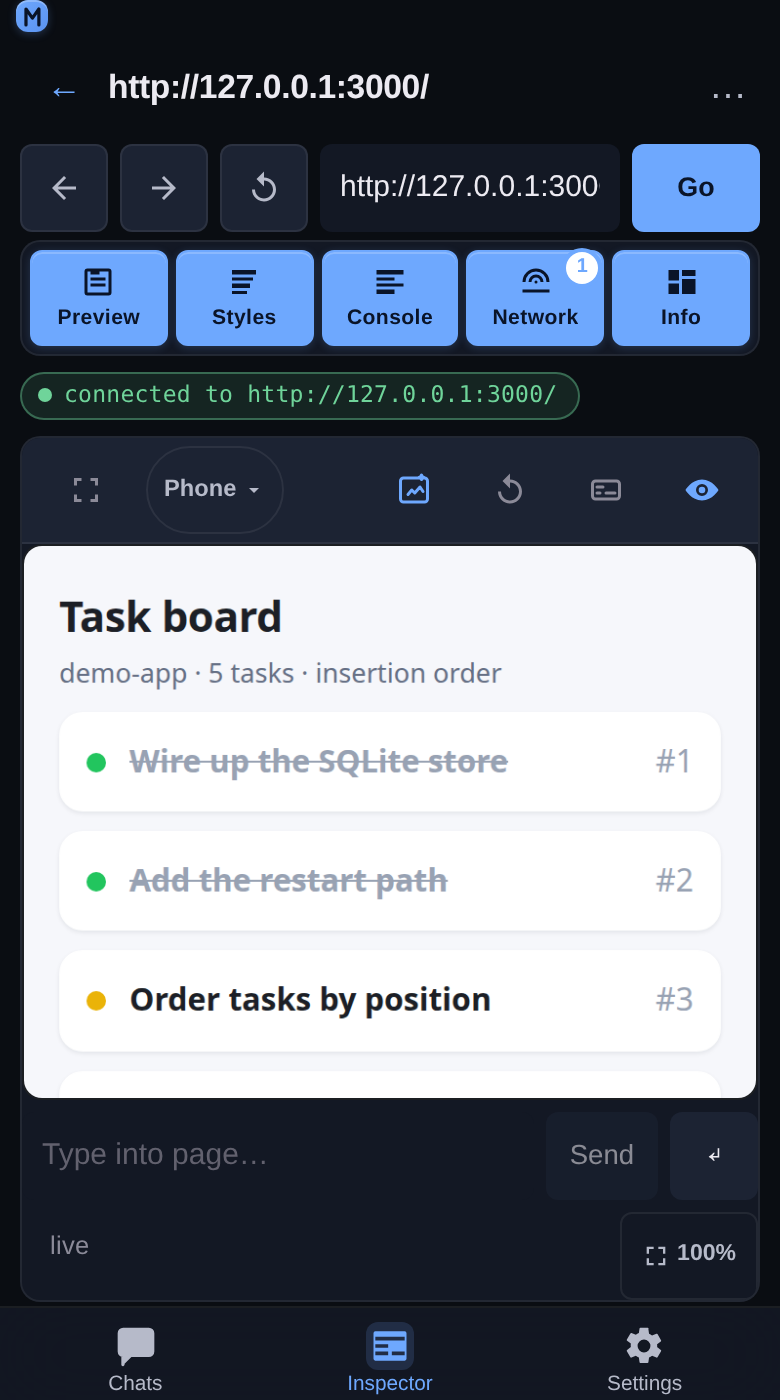 M
← http://127.0.0.1:3000/ ...
http://127.0.0.1:300 Go
Preview Styles Console Network 1 Info
connected to http://127.0.0.1:3000/
Phone
Task board
demo-app · 5 tasks · insertion order
Wire up the SQLite store #1
Add the restart path #2
Order tasks by position #3
Type into page… Send
live 100%
Chats Inspector Settings